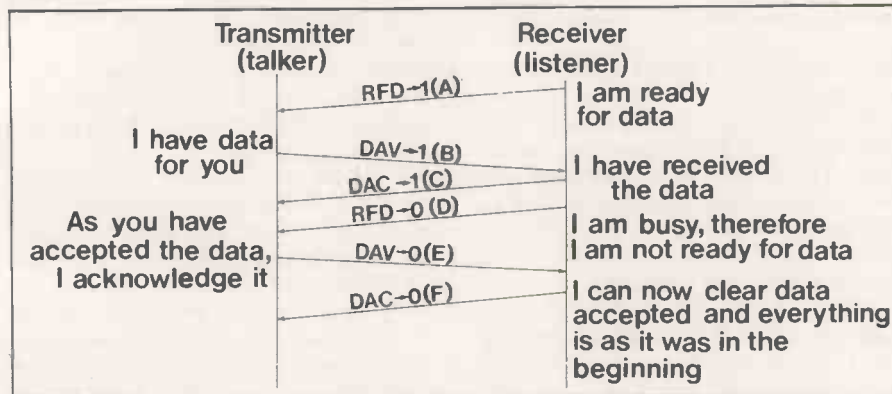 Transmitter
(talker)
Receiver
(listener)
RFD→1(A)
I am ready
for data
I have data
for you
DAV→1(B)
I have received
the data
DAC→1(C)
RFD→0(D)
I am busy, therefore
I am not ready for data
As you have
accepted the data,
I acknowledge it
DAV→0(E)
DAC→0(F)
I can now clear data
accepted and everything
is as it was in the
beginning